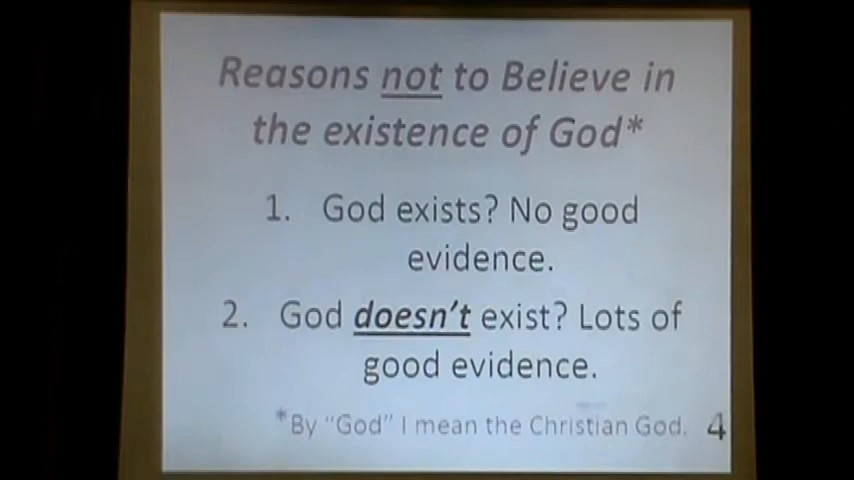 Reasons not to Believe in
the existence of God*
1. God exists? No good
evidence.
2. God doesn't exist? Lots of
good evidence.
*By “God” I mean the Christian God. 4